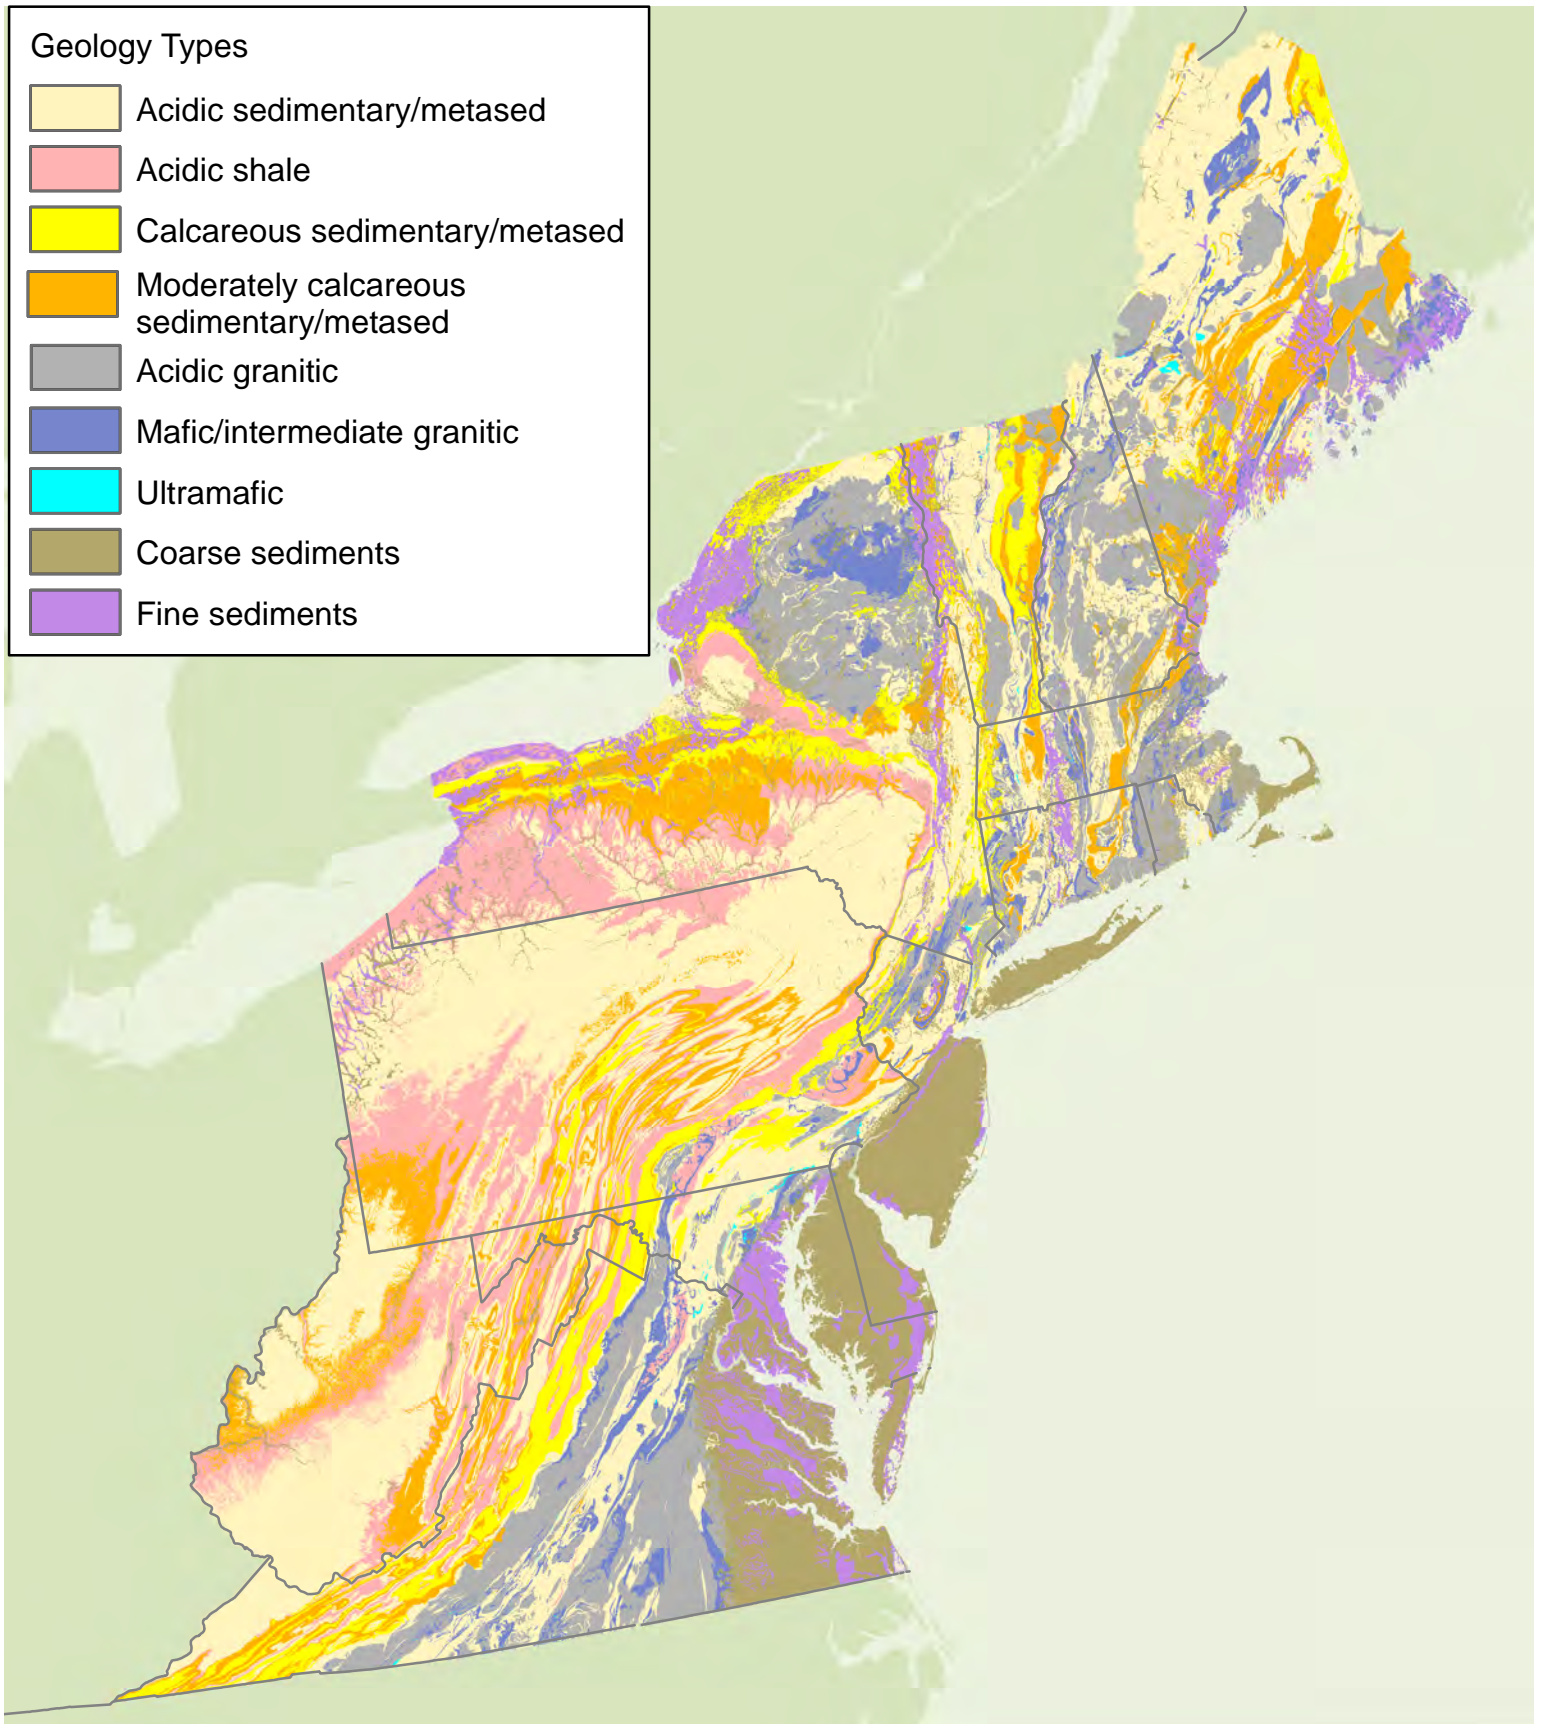 Geology Types
Acidic sedimentary/metased
Acidic shale
Calcareous sedimentary/metased
Moderately calcareous
sedimentary/metased
Acidic granitic
Mafic/intermediate granitic
Ultramafic
Coarse sediments
Fine sediments